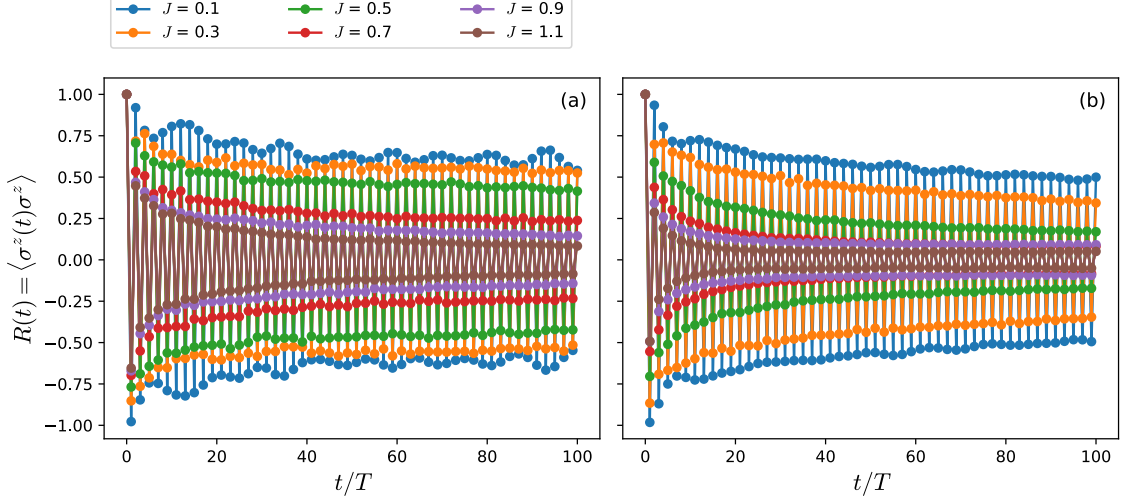 J = 0.1 J = 0.5 J = 0.9
J = 0.3 J = 0.7 J = 1.1
(a) (b)
R(t) = ⟨σ^z(t)σ^z⟩
1.00
0.75
0.50
0.25
0.00
−0.25
−0.50
−0.75
−1.00
0 20 40 60 80 100 0 20 40 60 80 100
t/T t/T